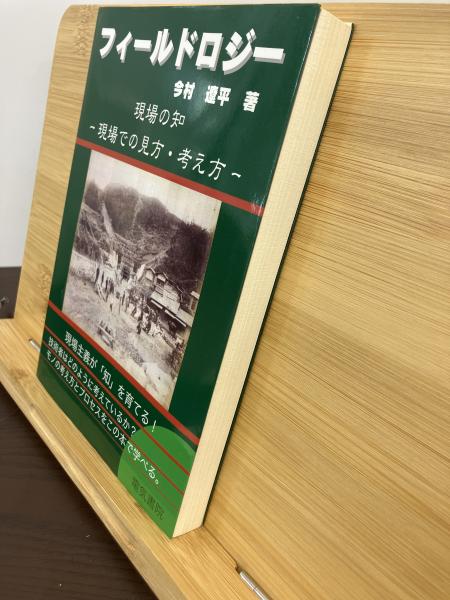 フィールドロジー
今村 遼平 著
現場の知
－現場での見方・考え方－
現場主義が「知」を育てる！
技術者はどのように考えているか？
モノの考え方とプロセスをこの本で学べる。
電気書院